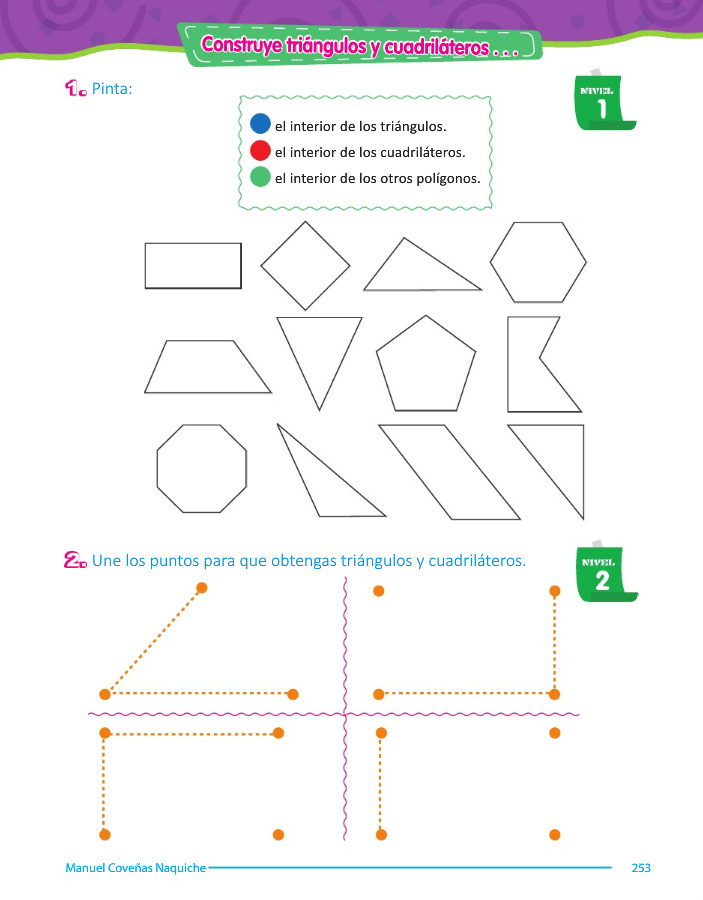 Construye triángulos y cuadriláteros . . .
1. Pinta:
NIVEL
1
el interior de los triángulos.
el interior de los cuadriláteros.
el interior de los otros polígonos.
2. Une los puntos para que obtengas triángulos y cuadriláteros.
NIVEL
2
Manuel Coveñas Naquiche
253